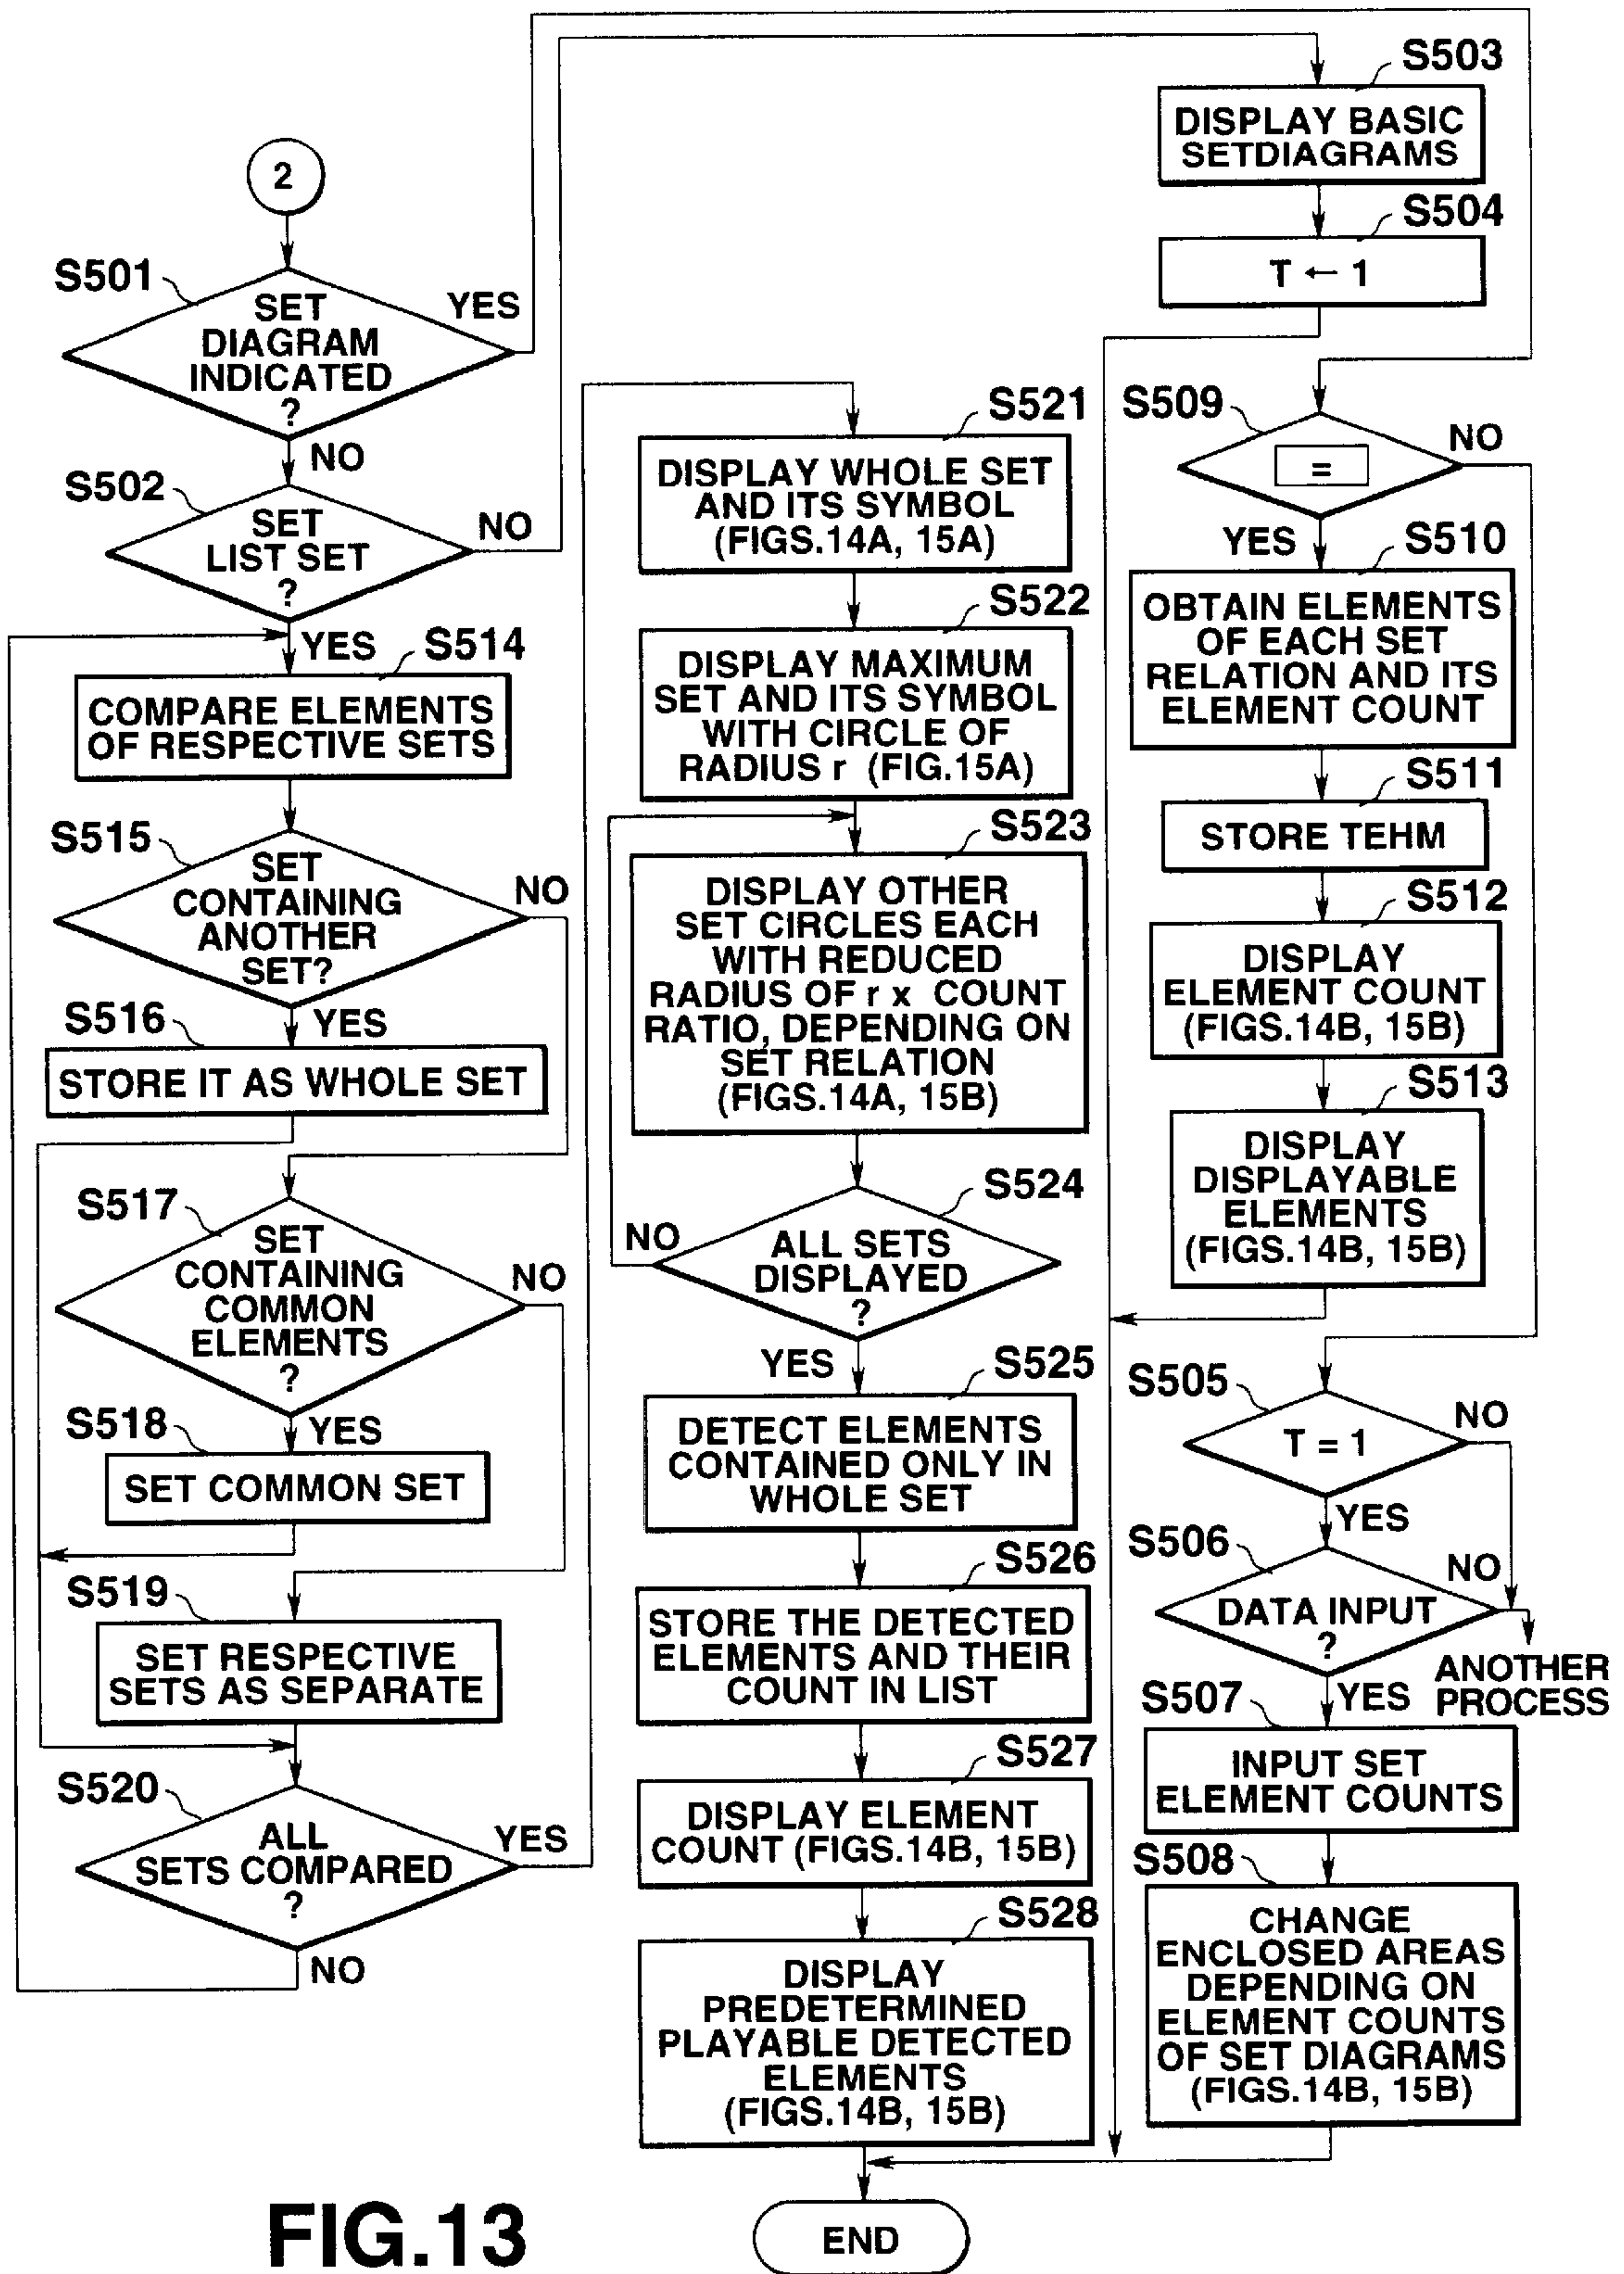 2
S501
SET
DIAGRAM
INDICATED
?
YES
NO
S502
SET
LIST SET
?
NO
YES
S514
COMPARE ELEMENTS
OF RESPECTIVE SETS
S515
SET
CONTAINING
ANOTHER
SET?
NO
YES
S516
STORE IT AS WHOLE SET
S517
SET
CONTAINING
COMMON
ELEMENTS
?
NO
YES
S518
SET COMMON SET
S519
SET RESPECTIVE
SETS AS SEPARATE
S520
ALL
SETS COMPARED
?
YES
NO
S521
DISPLAY WHOLE SET
AND ITS SYMBOL
(FIGS.14A, 15A)
S522
DISPLAY MAXIMUM
SET AND ITS SYMBOL
WITH CIRCLE OF
RADIUS r (FIG.15A)
S523
DISPLAY OTHER
SET CIRCLES EACH
WITH REDUCED
RADIUS OF r x COUNT
RATIO, DEPENDING ON
SET RELATION
(FIGS.14A, 15B)
S524
NO
ALL SETS
DISPLAYED
?
YES
S525
DETECT ELEMENTS
CONTAINED ONLY IN
WHOLE SET
S526
STORE THE DETECTED
ELEMENTS AND THEIR
COUNT IN LIST
S527
DISPLAY ELEMENT
COUNT (FIGS.14B, 15B)
S528
DISPLAY
PREDETERMINED
PLAYABLE DETECTED
ELEMENTS
(FIGS.14B, 15B)
END
S503
DISPLAY BASIC
SETDIAGRAMS
S504
T ← 1
S509
=
NO
YES
S510
OBTAIN ELEMENTS
OF EACH SET
RELATION AND ITS
ELEMENT COUNT
S511
STORE TEHM
S512
DISPLAY
ELEMENT COUNT
(FIGS.14B, 15B)
S513
DISPLAY
DISPLAYABLE
ELEMENTS
(FIGS.14B, 15B)
S505
T = 1
NO
YES
S506
DATA INPUT
?
NO
ANOTHER
PROCESS
YES
S507
INPUT SET
ELEMENT COUNTS
S508
CHANGE
ENCLOSED AREAS
DEPENDING ON
ELEMENT COUNTS
OF SET DIAGRAMS
(FIGS.14B, 15B)
FIG.13